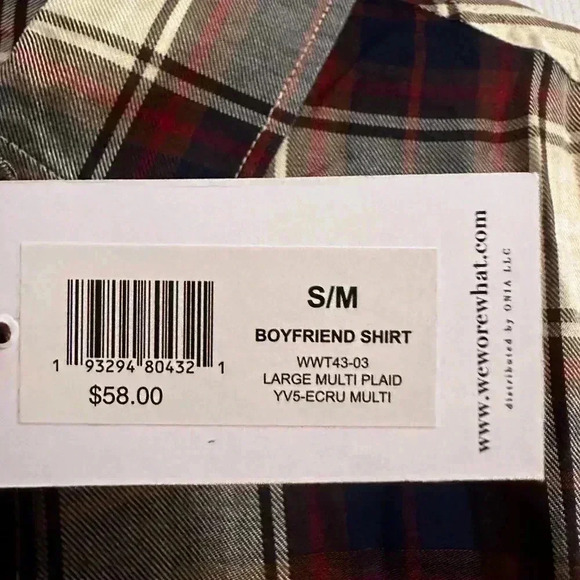 S/M
BOYFRIEND SHIRT
WWT43-03
LARGE MULTI PLAID
YV5-ECRU MULTI
1 93294 80432 1
$58.00
www.weworewhat.com
distributed by ONIA LLC